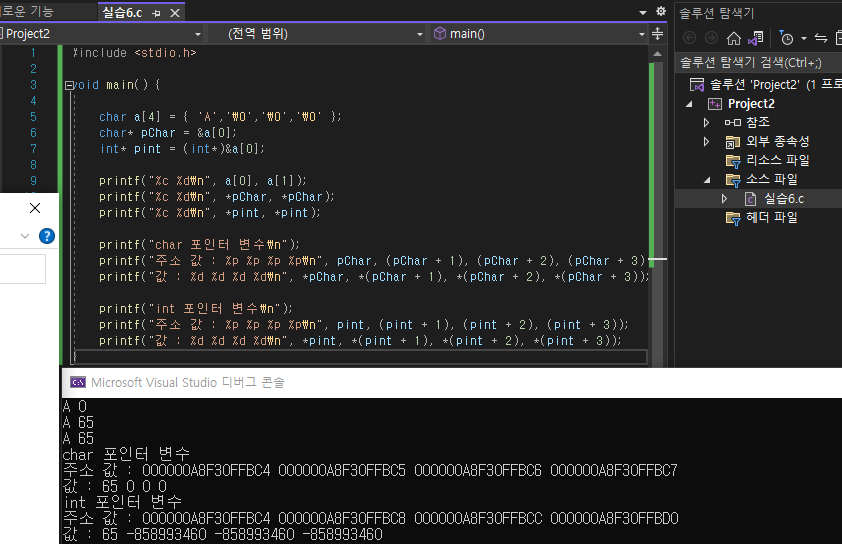 로운 기능
실습6.c
솔루션 탐색기
Project2
(전역 범위)
main()
솔루션 탐색기 검색(Ctrl+;)
솔루션 'Project2' (1 프로
Project2
참조
외부 종속성
리소스 파일
소스 파일
실습6.c
헤더 파일
1 #include <stdio.h>
2
3 void main() {
4
5 char a[4] = { 'A','₩0','₩0','₩0' };
6 char* pChar = &a[0];
7 int* pint = (int*)&a[0];
8
9 printf("%c %d₩n", a[0], a[1]);
printf("%c %d₩n", *pChar, *pChar);
printf("%c %d₩n", *pint, *pint);
printf("char 포인터 변수₩n");
printf("주소 값 : %p %p %p %p₩n", pChar, (pChar + 1), (pChar + 2), (pChar + 3)
printf("값 : %d %d %d %d₩n", *pChar, *(pChar + 1), *(pChar + 2), *(pChar + 3));
printf("int 포인터 변수₩n");
printf("주소 값 : %p %p %p %p₩n", pint, (pint + 1), (pint + 2), (pint + 3));
printf("값 : %d %d %d %d₩n", *pint, *(pint + 1), *(pint + 2), *(pint + 3));
}
Microsoft Visual Studio 디버그 콘솔
A 0
A 65
A 65
char 포인터 변수
주소 값 : 000000A8F30FFBC4 000000A8F30FFBC5 000000A8F30FFBC6 000000A8F30FFBC7
값 : 65 0 0 0
int 포인터 변수
주소 값 : 000000A8F30FFBC4 000000A8F30FFBC8 000000A8F30FFBCC 000000A8F30FFBD0
값 : 65 -858993460 -858993460 -858993460